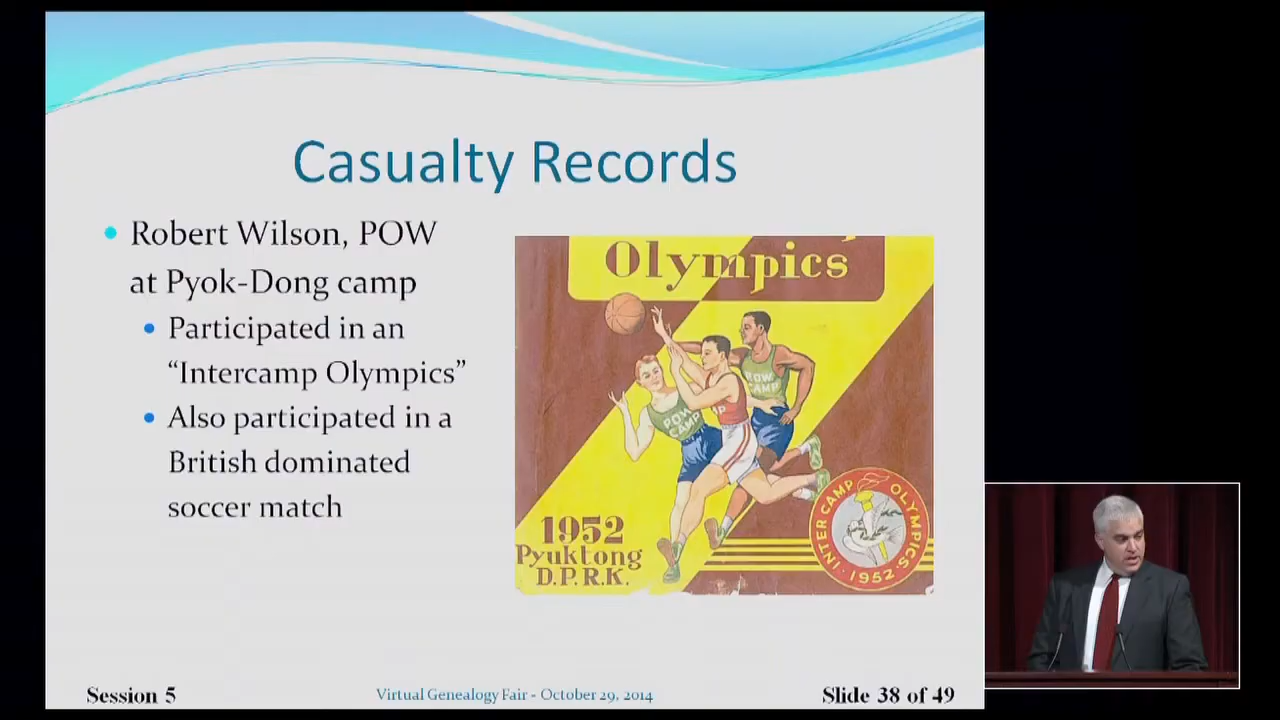 Casualty Records
Robert Wilson, POW
at Pyok-Dong camp
Participated in an
“Intercamp Olympics”
Also participated in a
British dominated
soccer match
Olympics
POW
CAMP
POW
CAMP
MP
1952
Pyuktong
D.P.R.K.
INTER CAMP OLYMPICS
1952
Session 5
Virtual Genealogy Fair - October 29, 2014
Slide 38 of 49